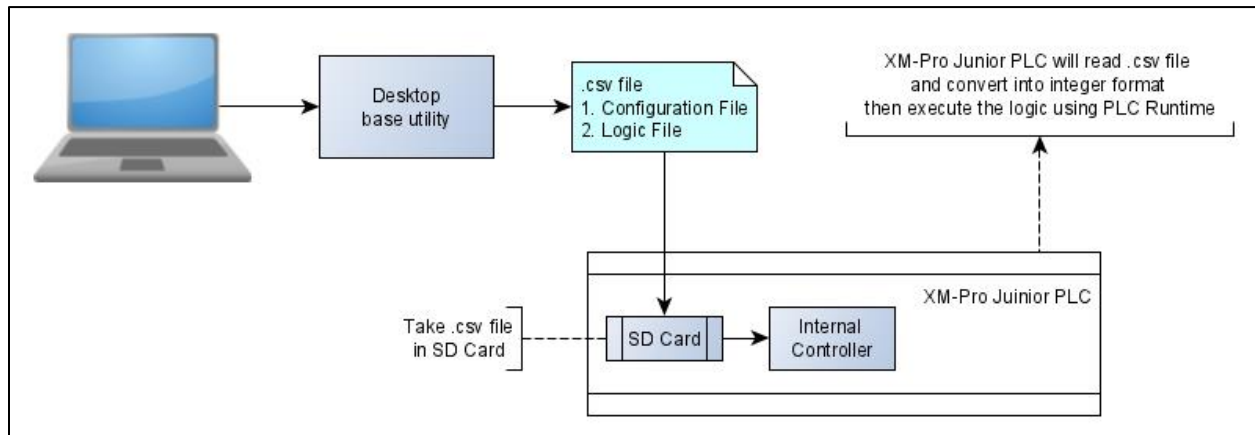 Desktop
base utility
.csv file
1. Configuration File
2. Logic File
XM-Pro Junior PLC will read .csv file
and convert into integer format
then execute the logic using PLC Runtime
XM-Pro Juinior PLC
Take .csv file
in SD Card
SD Card
Internal
Controller